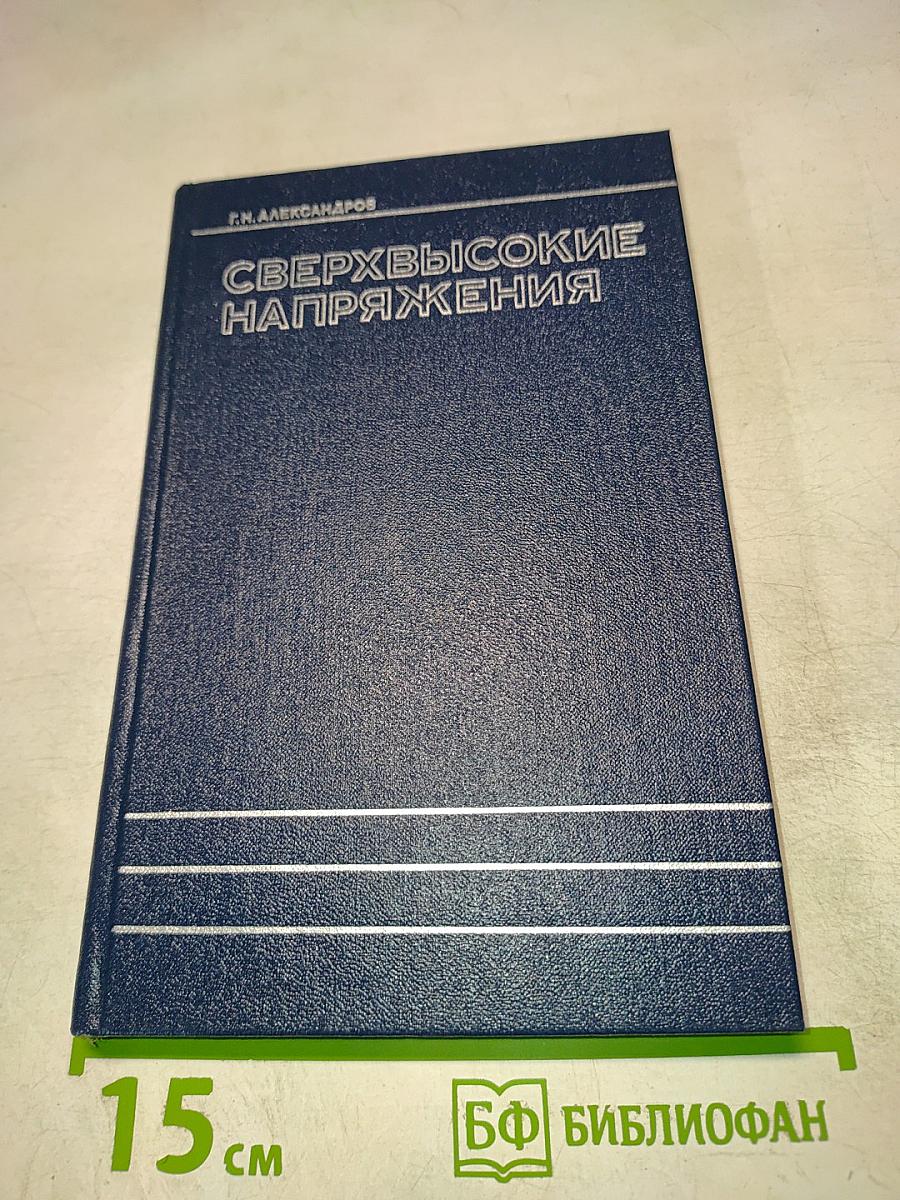 Г.Н. АЛЕКСАНДРОВ
СВЕРХВЫСОКИЕ
НАПРЯЖЕНИЯ
15 см
БФ БИБЛИОФАН